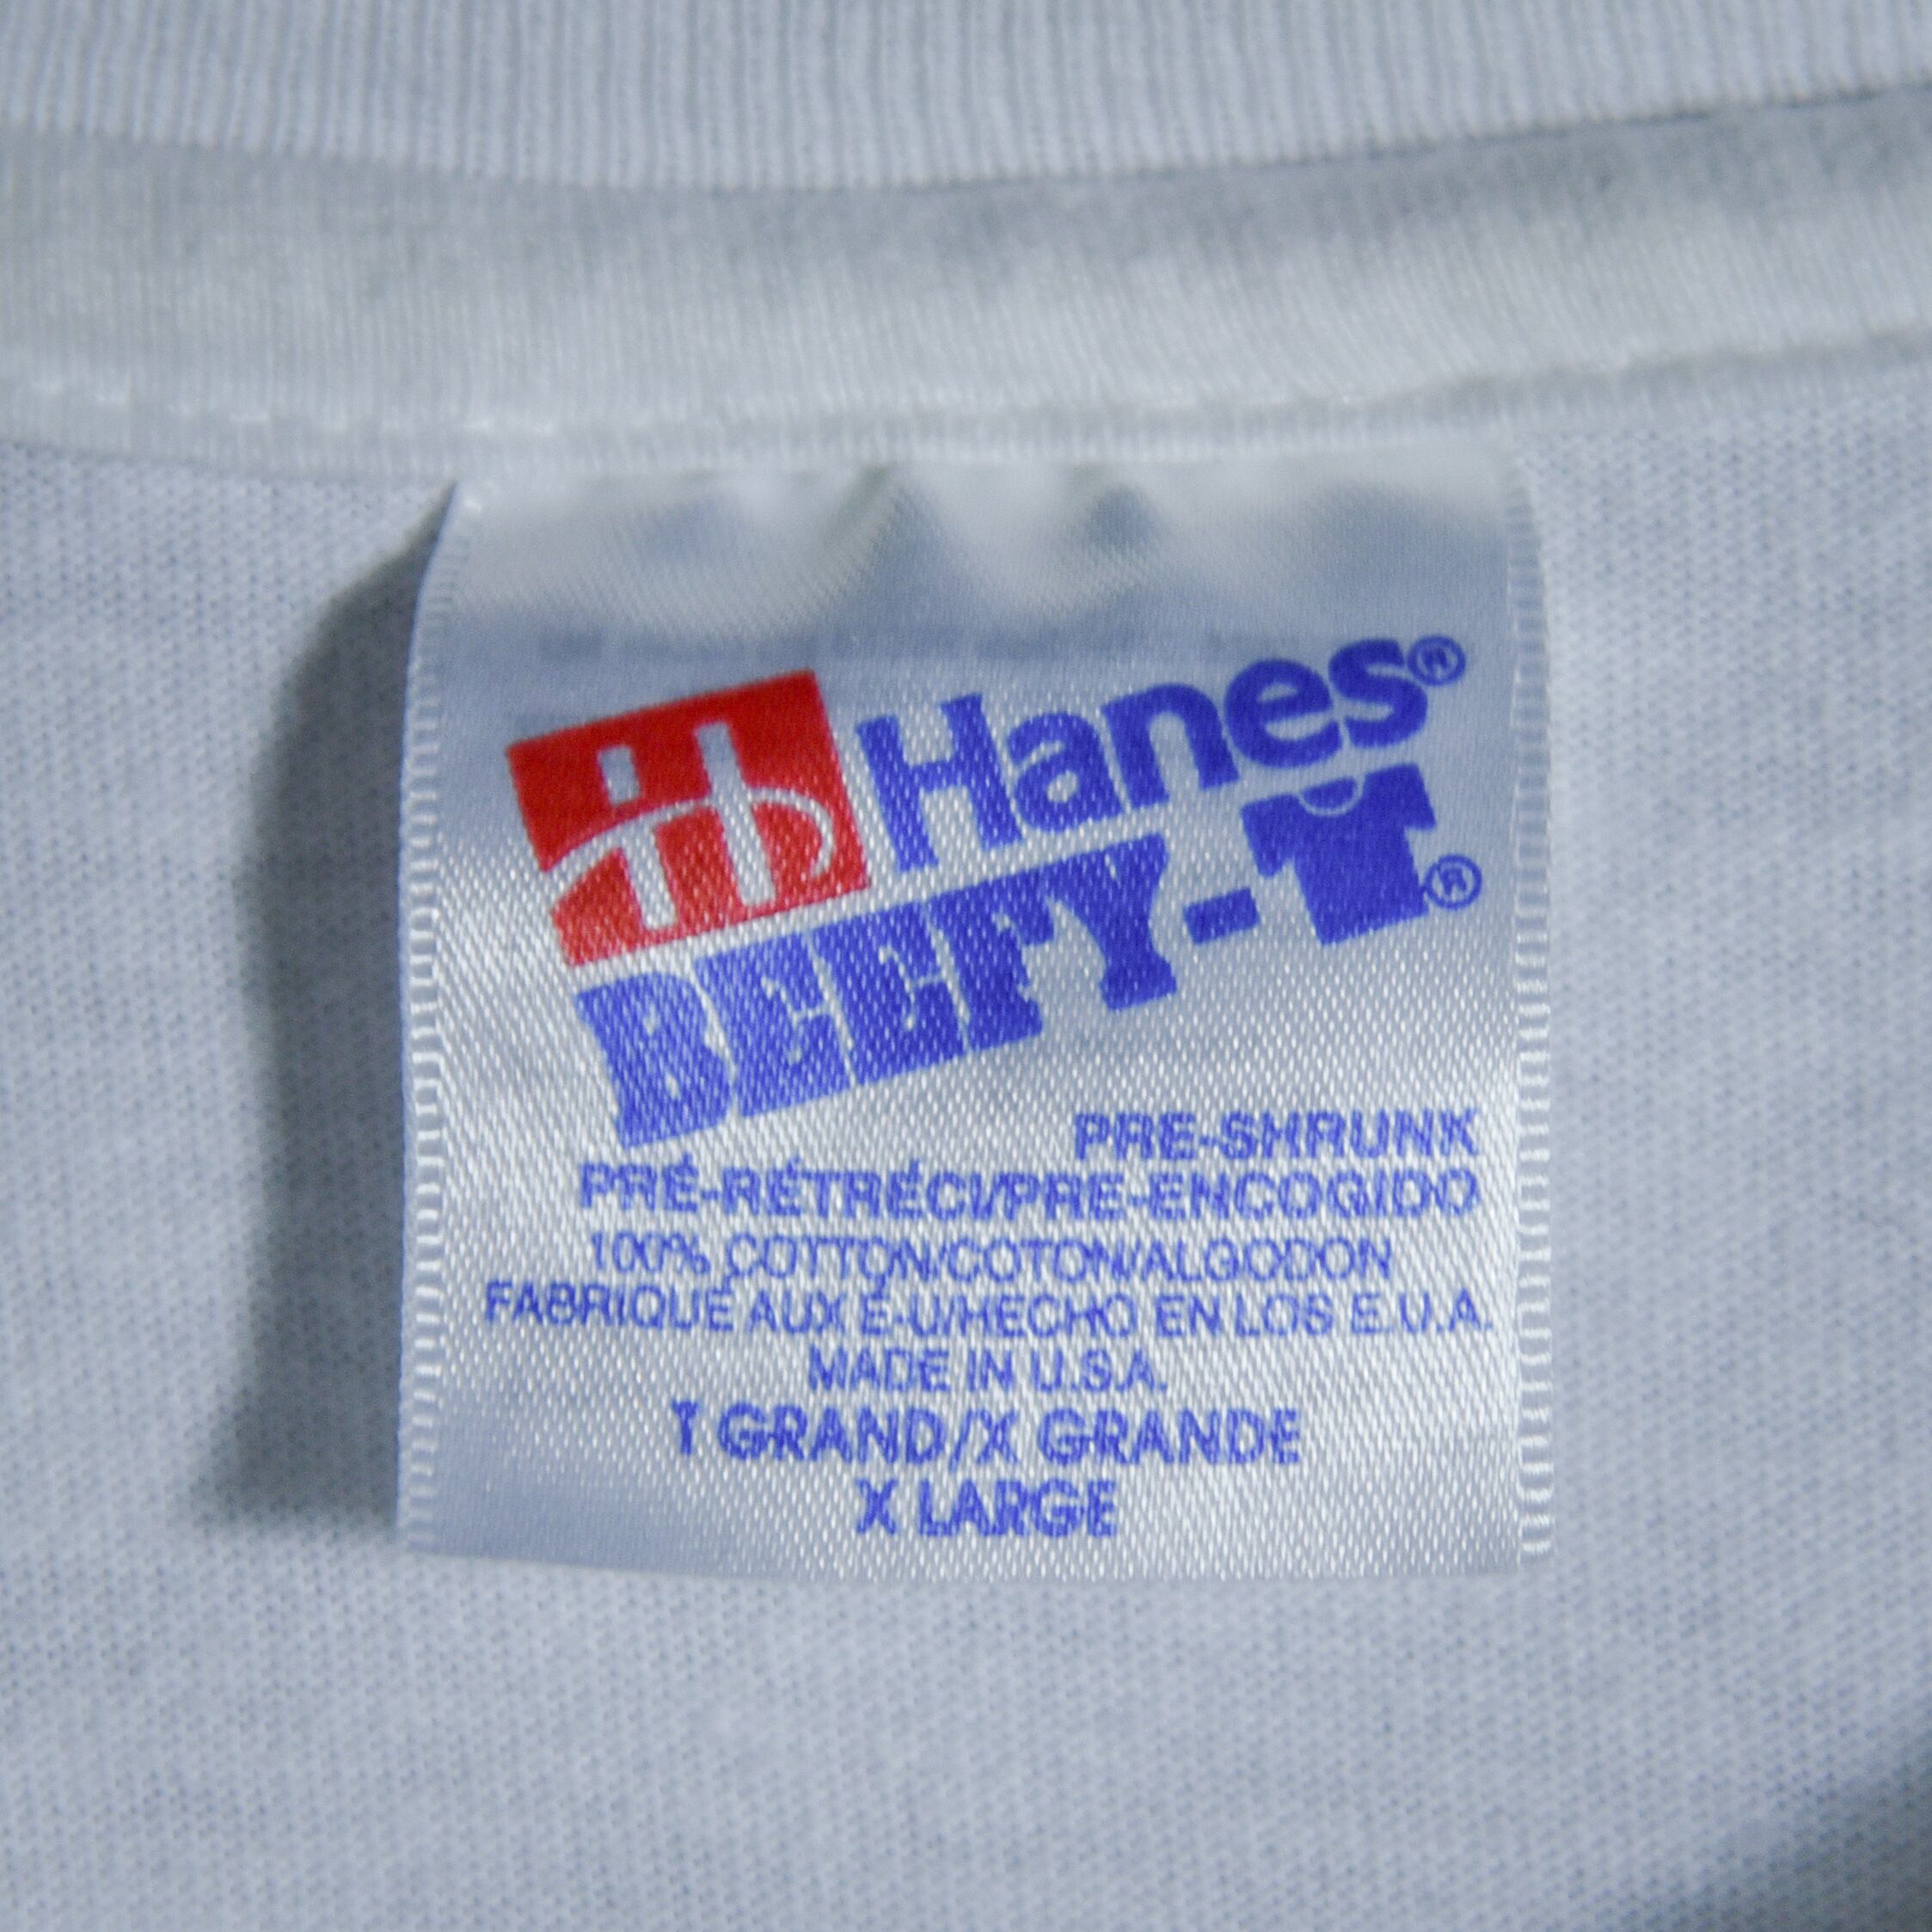 Hanes®
BEEFY-T®
PRE-SHRUNK
PRÉ-RÉTRÉCI/PRE-ENCOGIDO
100% COTTON/COTON/ALGODON
FABRIQUÉ AUX É-U/HECHO EN LOS E.U.A.
MADE IN U.S.A.
T GRAND/X GRANDE
X LARGE